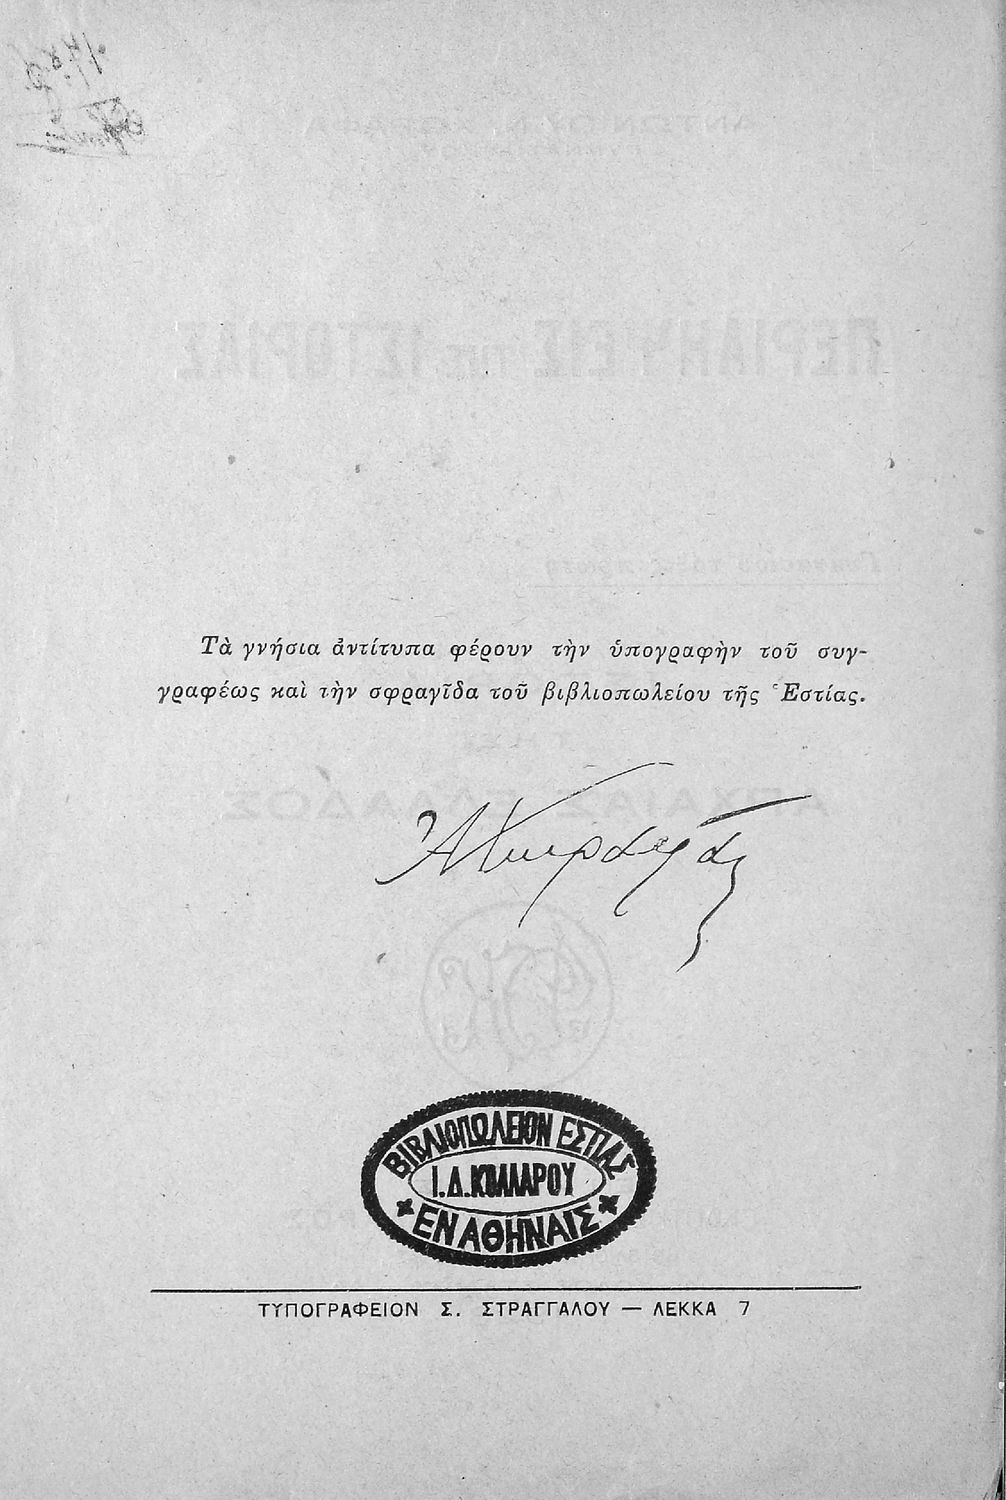 Τὰ γνήσια ἀντίτυπα φέρουν τὴν ὑπογραφὴν τοῦ συγ-
γραφέως καὶ τὴν σφραγῖδα τοῦ βιβλιοπωλείου τῆς Ἑστίας.
ΒΙΒΛΙΟΠΩΛΕΙΟΝ ΕΣΤΙΑΣ
Ι.Δ.ΚΟΛΛΑΡΟΥ
ΕΝ ΑΘΗΝΑΙΣ
ΤΥΠΟΓΡΑΦΕΙΟΝ Σ. ΣΤΡΑΓΓΑΛΟΥ — ΛΕΚΚΑ 7